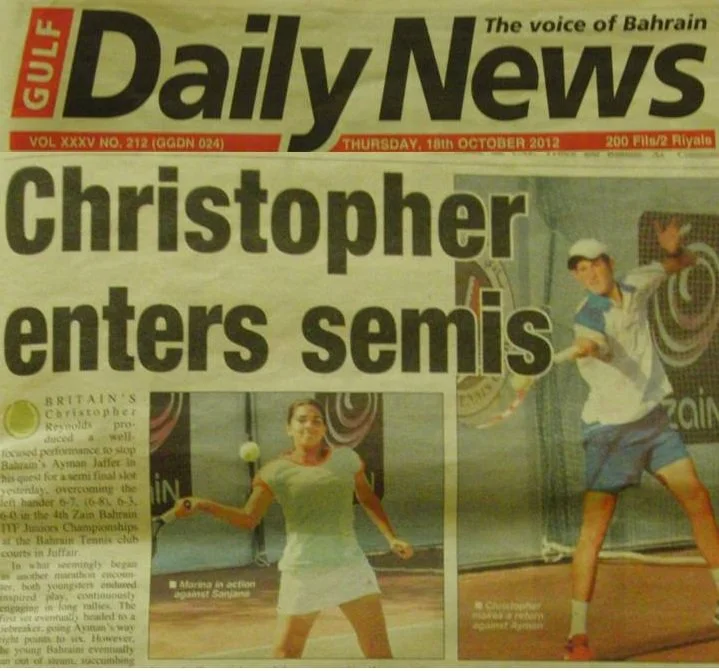 GULF
Daily News
The voice of Bahrain
VOL XXXV NO. 212 (GGDN 024)
THURSDAY, 18th OCTOBER 2012
200 Fils/2 Riyals
Christopher
enters semis
BRITAIN'S
Christopher
Reynolds pro-
duced a well-
focused performance to stop
Bahrain's Ayman Jaffer in
his quest for a semi final slot
yesterday, overcoming the
left hander 6-7, (6-8), 6-3,
6-0 in the 4th Zain Bahrain
ITF Juniors Championships
at the Bahrain Tennis club
courts in Juffair.
In what seemingly began
as another marathon encoun-
ter, both youngsters endured
inspired play, continuously
engaging in long rallies. The
first set eventually headed to a
tiebreaker, going Ayman's way
eight points to six. However,
the young Bahraini eventually
ran out of steam, succumbing
■ Marina in action
against Sanjana
■ Christopher
makes a return
against Ayman
zain